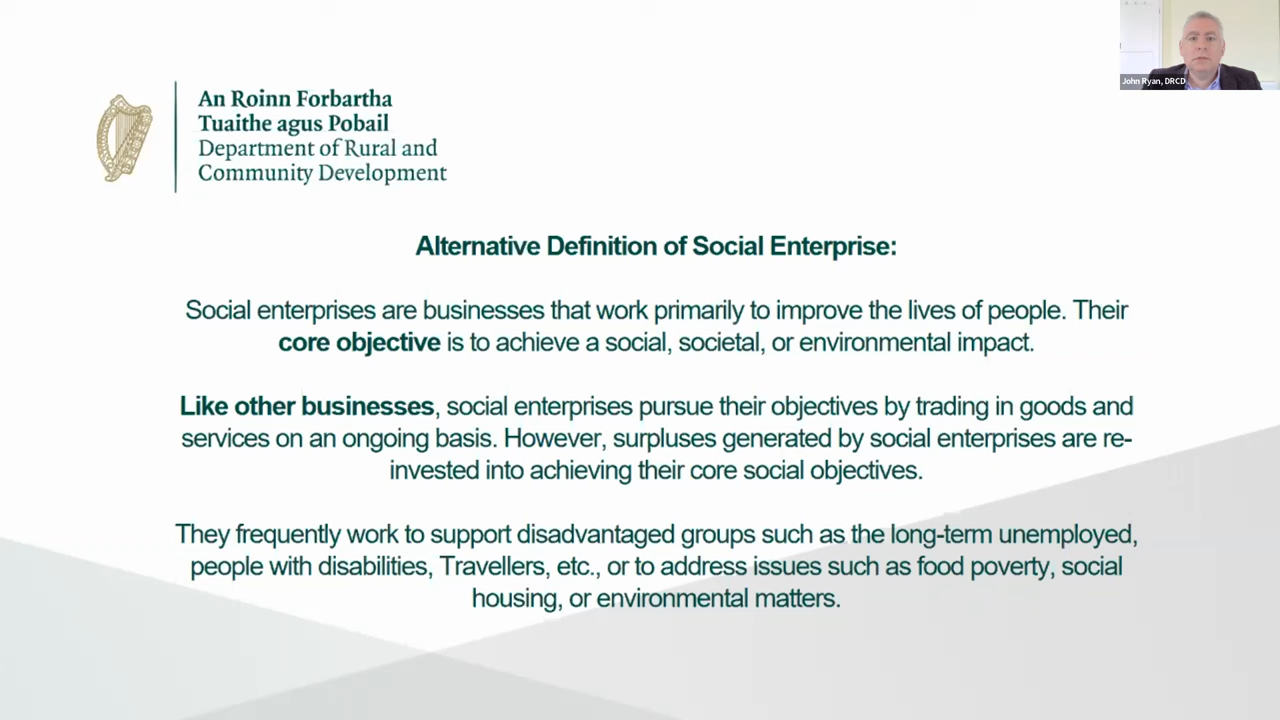 John Ryan, DRCD
An Roinn Forbartha
Tuaithe agus Pobail
Department of Rural and
Community Development
Alternative Definition of Social Enterprise:
Social enterprises are businesses that work primarily to improve the lives of people. Their
core objective is to achieve a social, societal, or environmental impact.
Like other businesses, social enterprises pursue their objectives by trading in goods and
services on an ongoing basis. However, surpluses generated by social enterprises are re-
invested into achieving their core social objectives.
They frequently work to support disadvantaged groups such as the long-term unemployed,
people with disabilities, Travellers, etc., or to address issues such as food poverty, social
housing, or environmental matters.